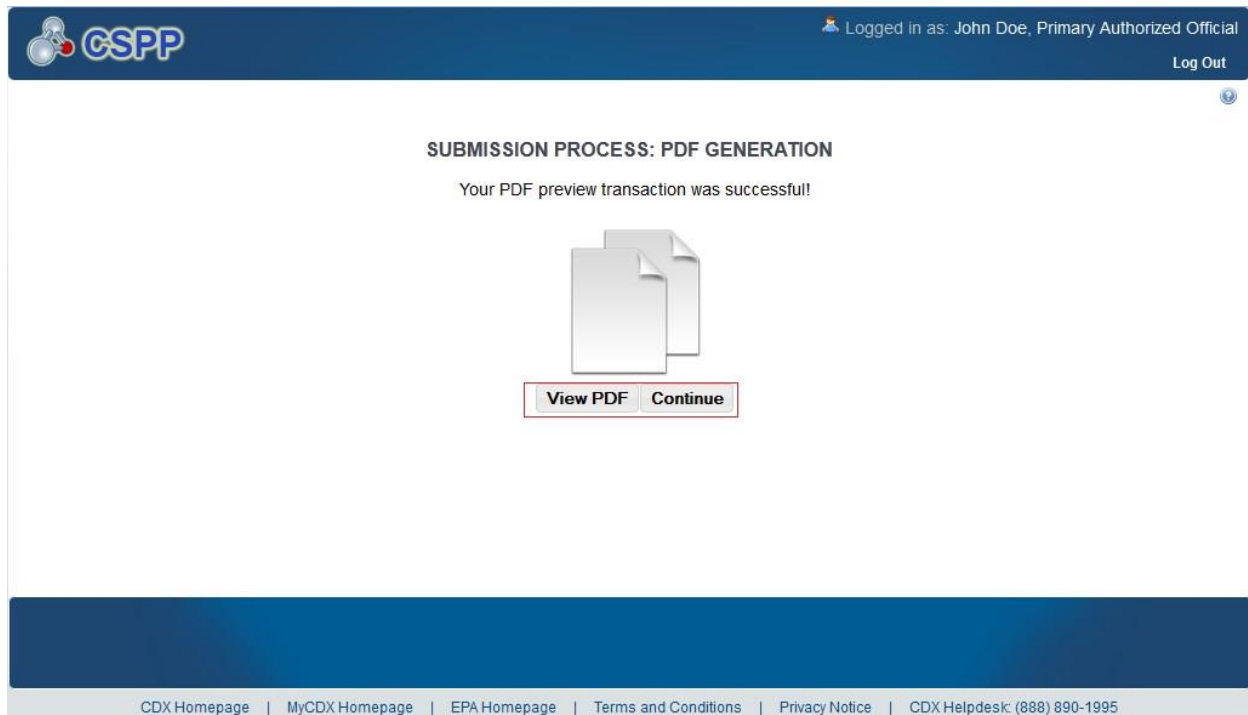 CSPP
Logged in as: John Doe, Primary Authorized Official
Log Out
SUBMISSION PROCESS: PDF GENERATION
Your PDF preview transaction was successful!
View PDF Continue
CDX Homepage | MyCDX Homepage | EPA Homepage | Terms and Conditions | Privacy Notice | CDX Helpdesk: (888) 890-1995